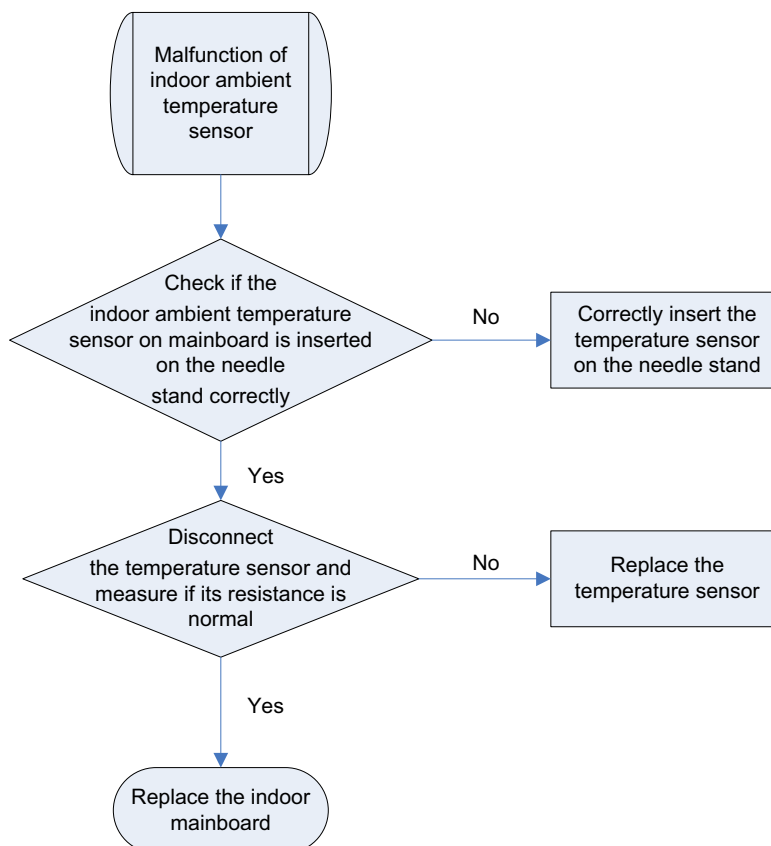 Malfunction of
indoor ambient
temperature
sensor
Check if the
indoor ambient temperature
sensor on mainboard is inserted
on the needle
stand correctly
No
Correctly insert the
temperature sensor
on the needle stand
Yes
Disconnect
the temperature sensor and
measure if its resistance is
normal
No
Replace the
temperature sensor
Yes
Replace the indoor
mainboard